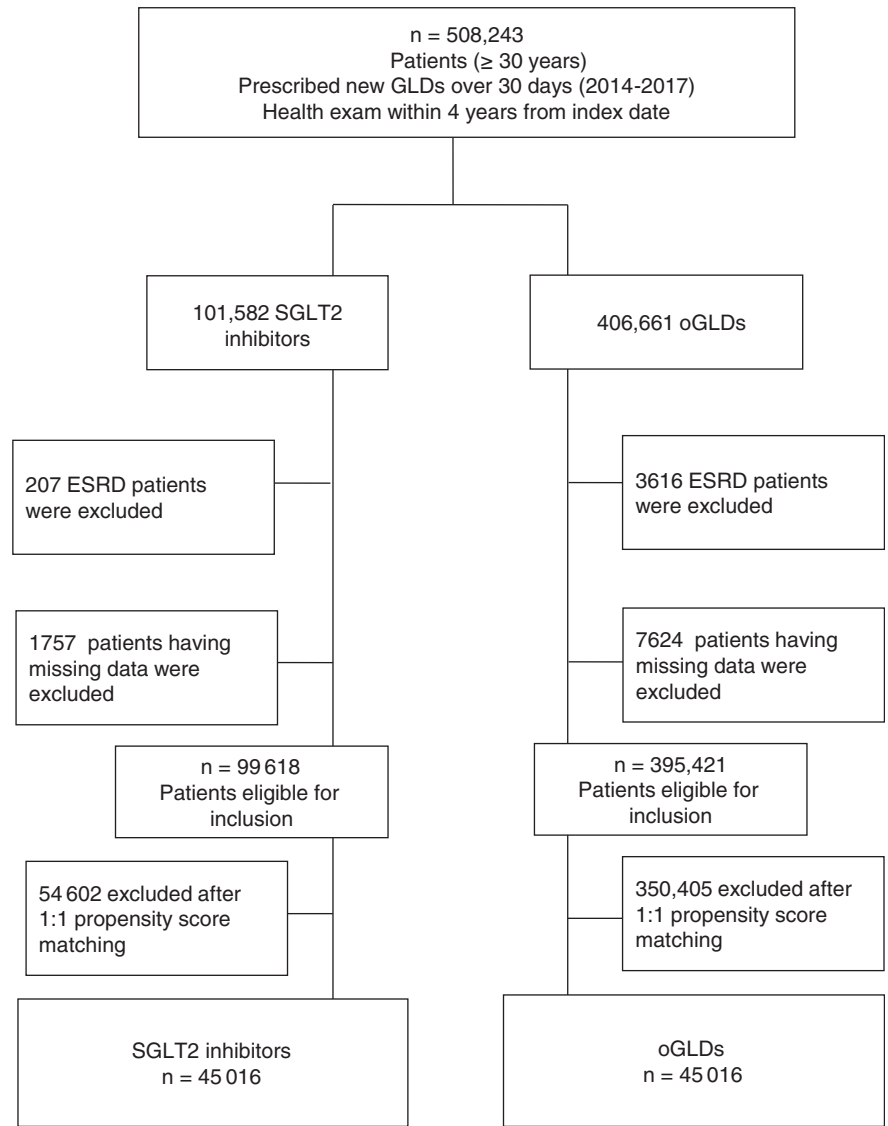 n = 508,243
Patients (≥ 30 years)
Prescribed new GLDs over 30 days (2014-2017)
Health exam within 4 years from index date
101,582 SGLT2
inhibitors
406,661 oGLDs
207 ESRD patients
were excluded
3616 ESRD patients
were excluded
1757 patients having
missing data were
excluded
7624 patients having
missing data were
excluded
n = 99 618
Patients eligible for
inclusion
n = 395,421
Patients eligible for
inclusion
54 602 excluded after
1:1 propensity score
matching
350,405 excluded after
1:1 propensity score
matching
SGLT2 inhibitors
n = 45 016
oGLDs
n = 45 016